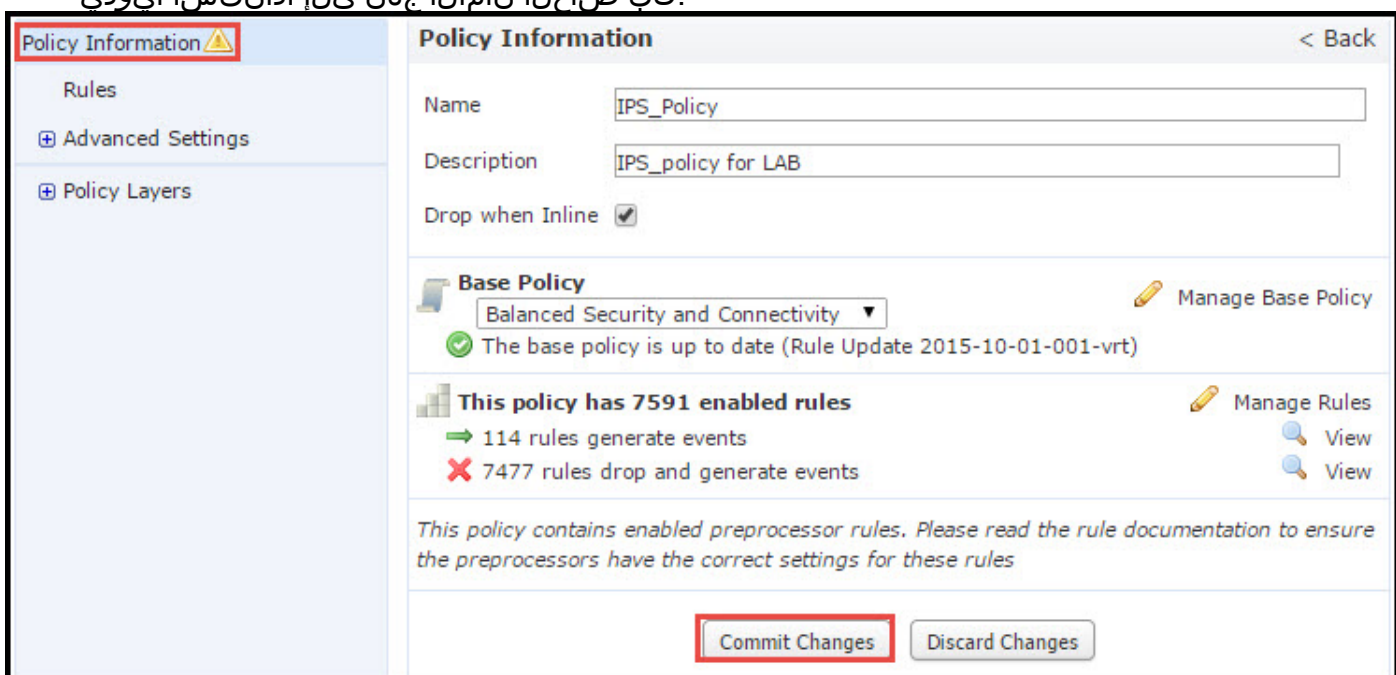 Policy Information
Rules
Advanced Settings
Policy Layers
Policy Information
< Back
Name IPS_Policy
Description IPS_policy for LAB
Drop when Inline
Base Policy
Manage Base Policy
Balanced Security and Connectivity
The base policy is up to date (Rule Update 2015-10-01-001-vrt)
This policy has 7591 enabled rules
Manage Rules
114 rules generate events
View
7477 rules drop and generate events
View
This policy contains enabled preprocessor rules. Please read the rule documentation to ensure
the preprocessors have the correct settings for these rules
Commit Changes
Discard Changes